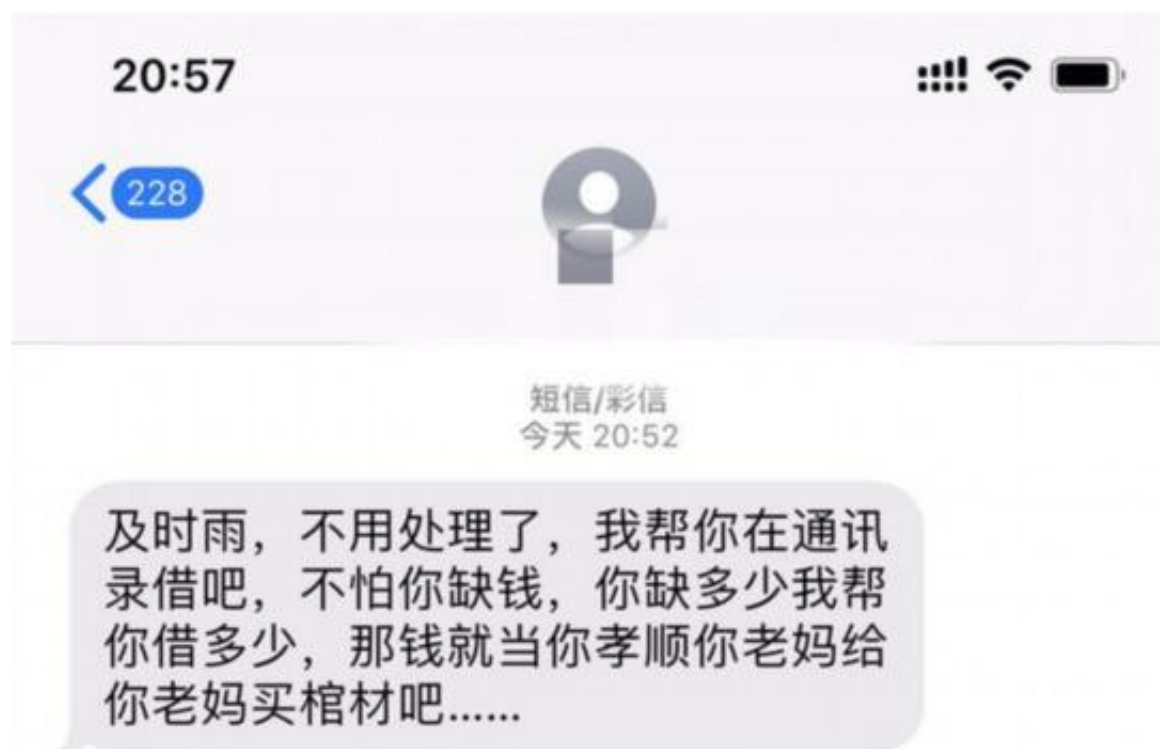 20:57
228
短信/彩信
今天 20:52
及时雨，不用处理了，我帮你在通讯
录借吧，不怕你缺钱，你缺多少我帮
你借多少，那钱就当你孝顺你老妈给
你老妈买棺材吧......